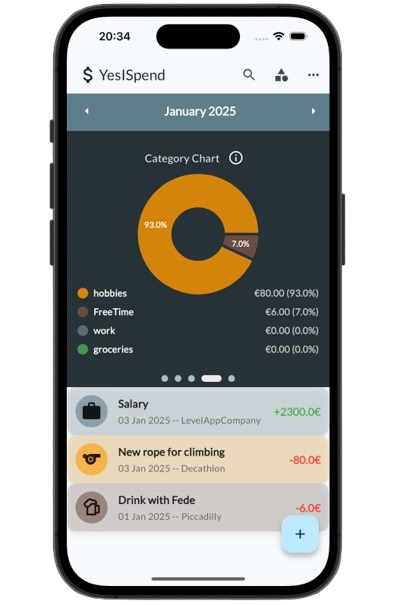 20:34
$ YesISpend
January 2025
Category Chart
93.0%
7.0%
hobbies €80.00 (93.0%)
FreeTime €6.00 (7.0%)
work €0.00 (0.0%)
groceries €0.00 (0.0%)
Salary
03 Jan 2025 -- LevelAppCompany
+2300.0€
New rope for climbing
03 Jan 2025 -- Decathlon
-80.0€
Drink with Fede
01 Jan 2025 -- Piccadilly
-6.0€
+